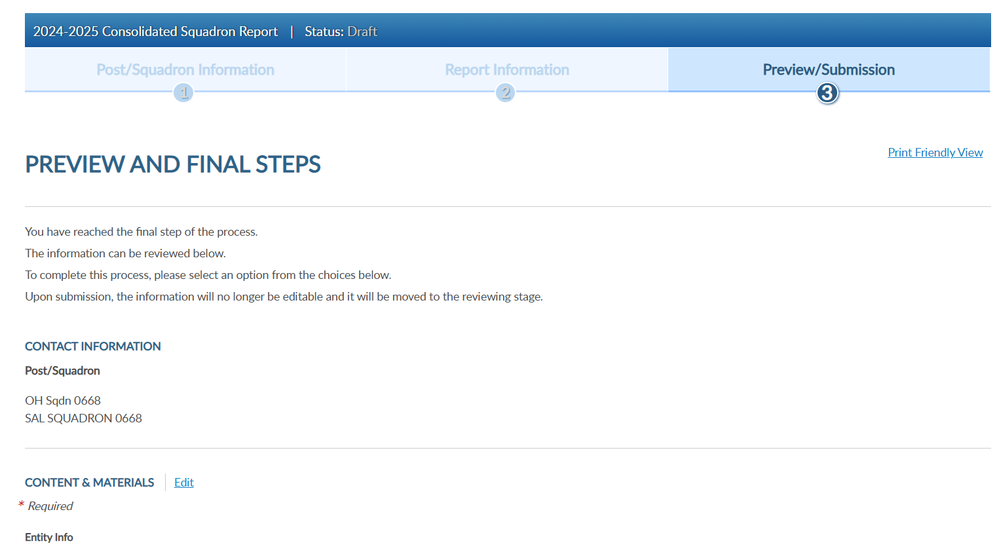 2024-2025 Consolidated Squadron Report | Status: Draft
Post/Squadron Information
Report Information
Preview/Submission
1
2
3
Print Friendly View
PREVIEW AND FINAL STEPS
You have reached the final step of the process.
The information can be reviewed below.
To complete this process, please select an option from the choices below.
Upon submission, the information will no longer be editable and it will be moved to the reviewing stage.
CONTACT INFORMATION
Post/Squadron
OH Sqdn 0668
SAL SQUADRON 0668
CONTENT & MATERIALS | Edit
* Required
Entity Info